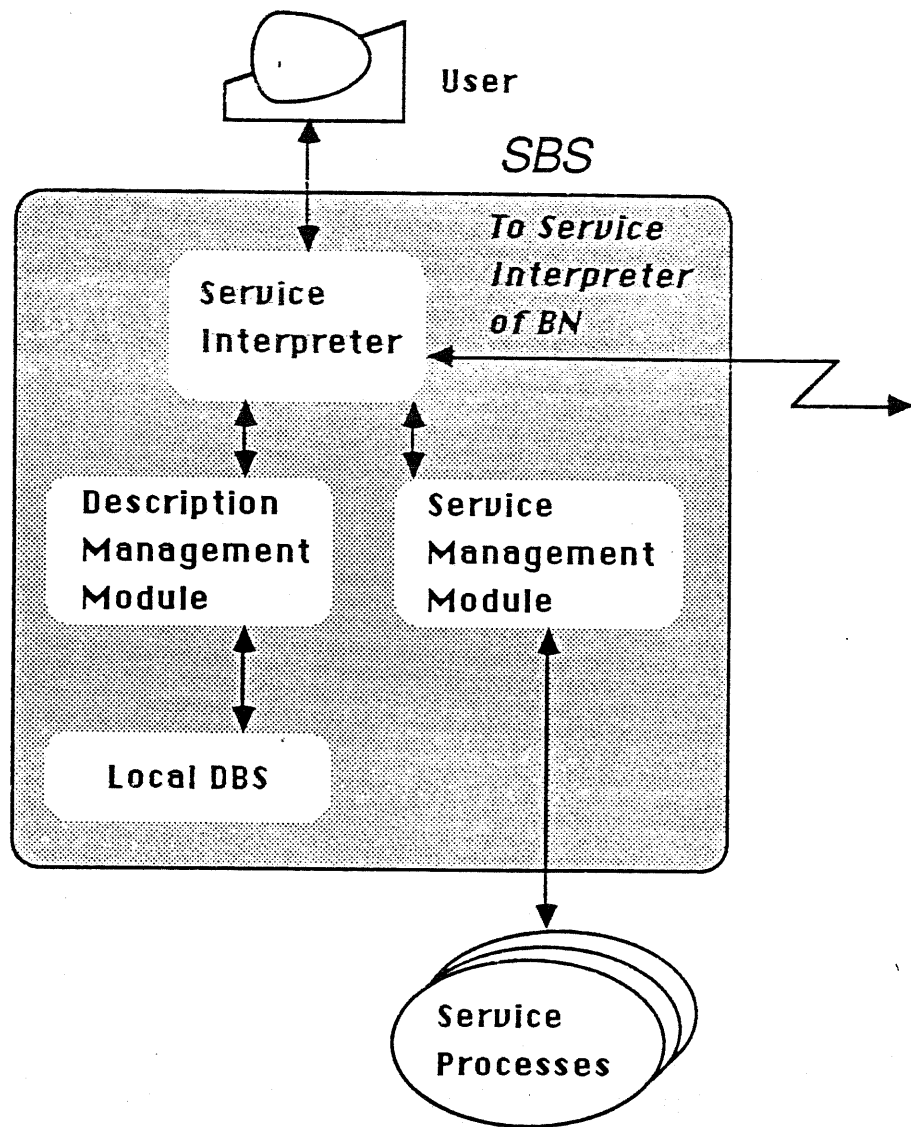 User
SBS
To Service
Interpreter
of BN
Service
Interpreter
Description
Management
Module
Service
Management
Module
Local DBS
Service
Processes